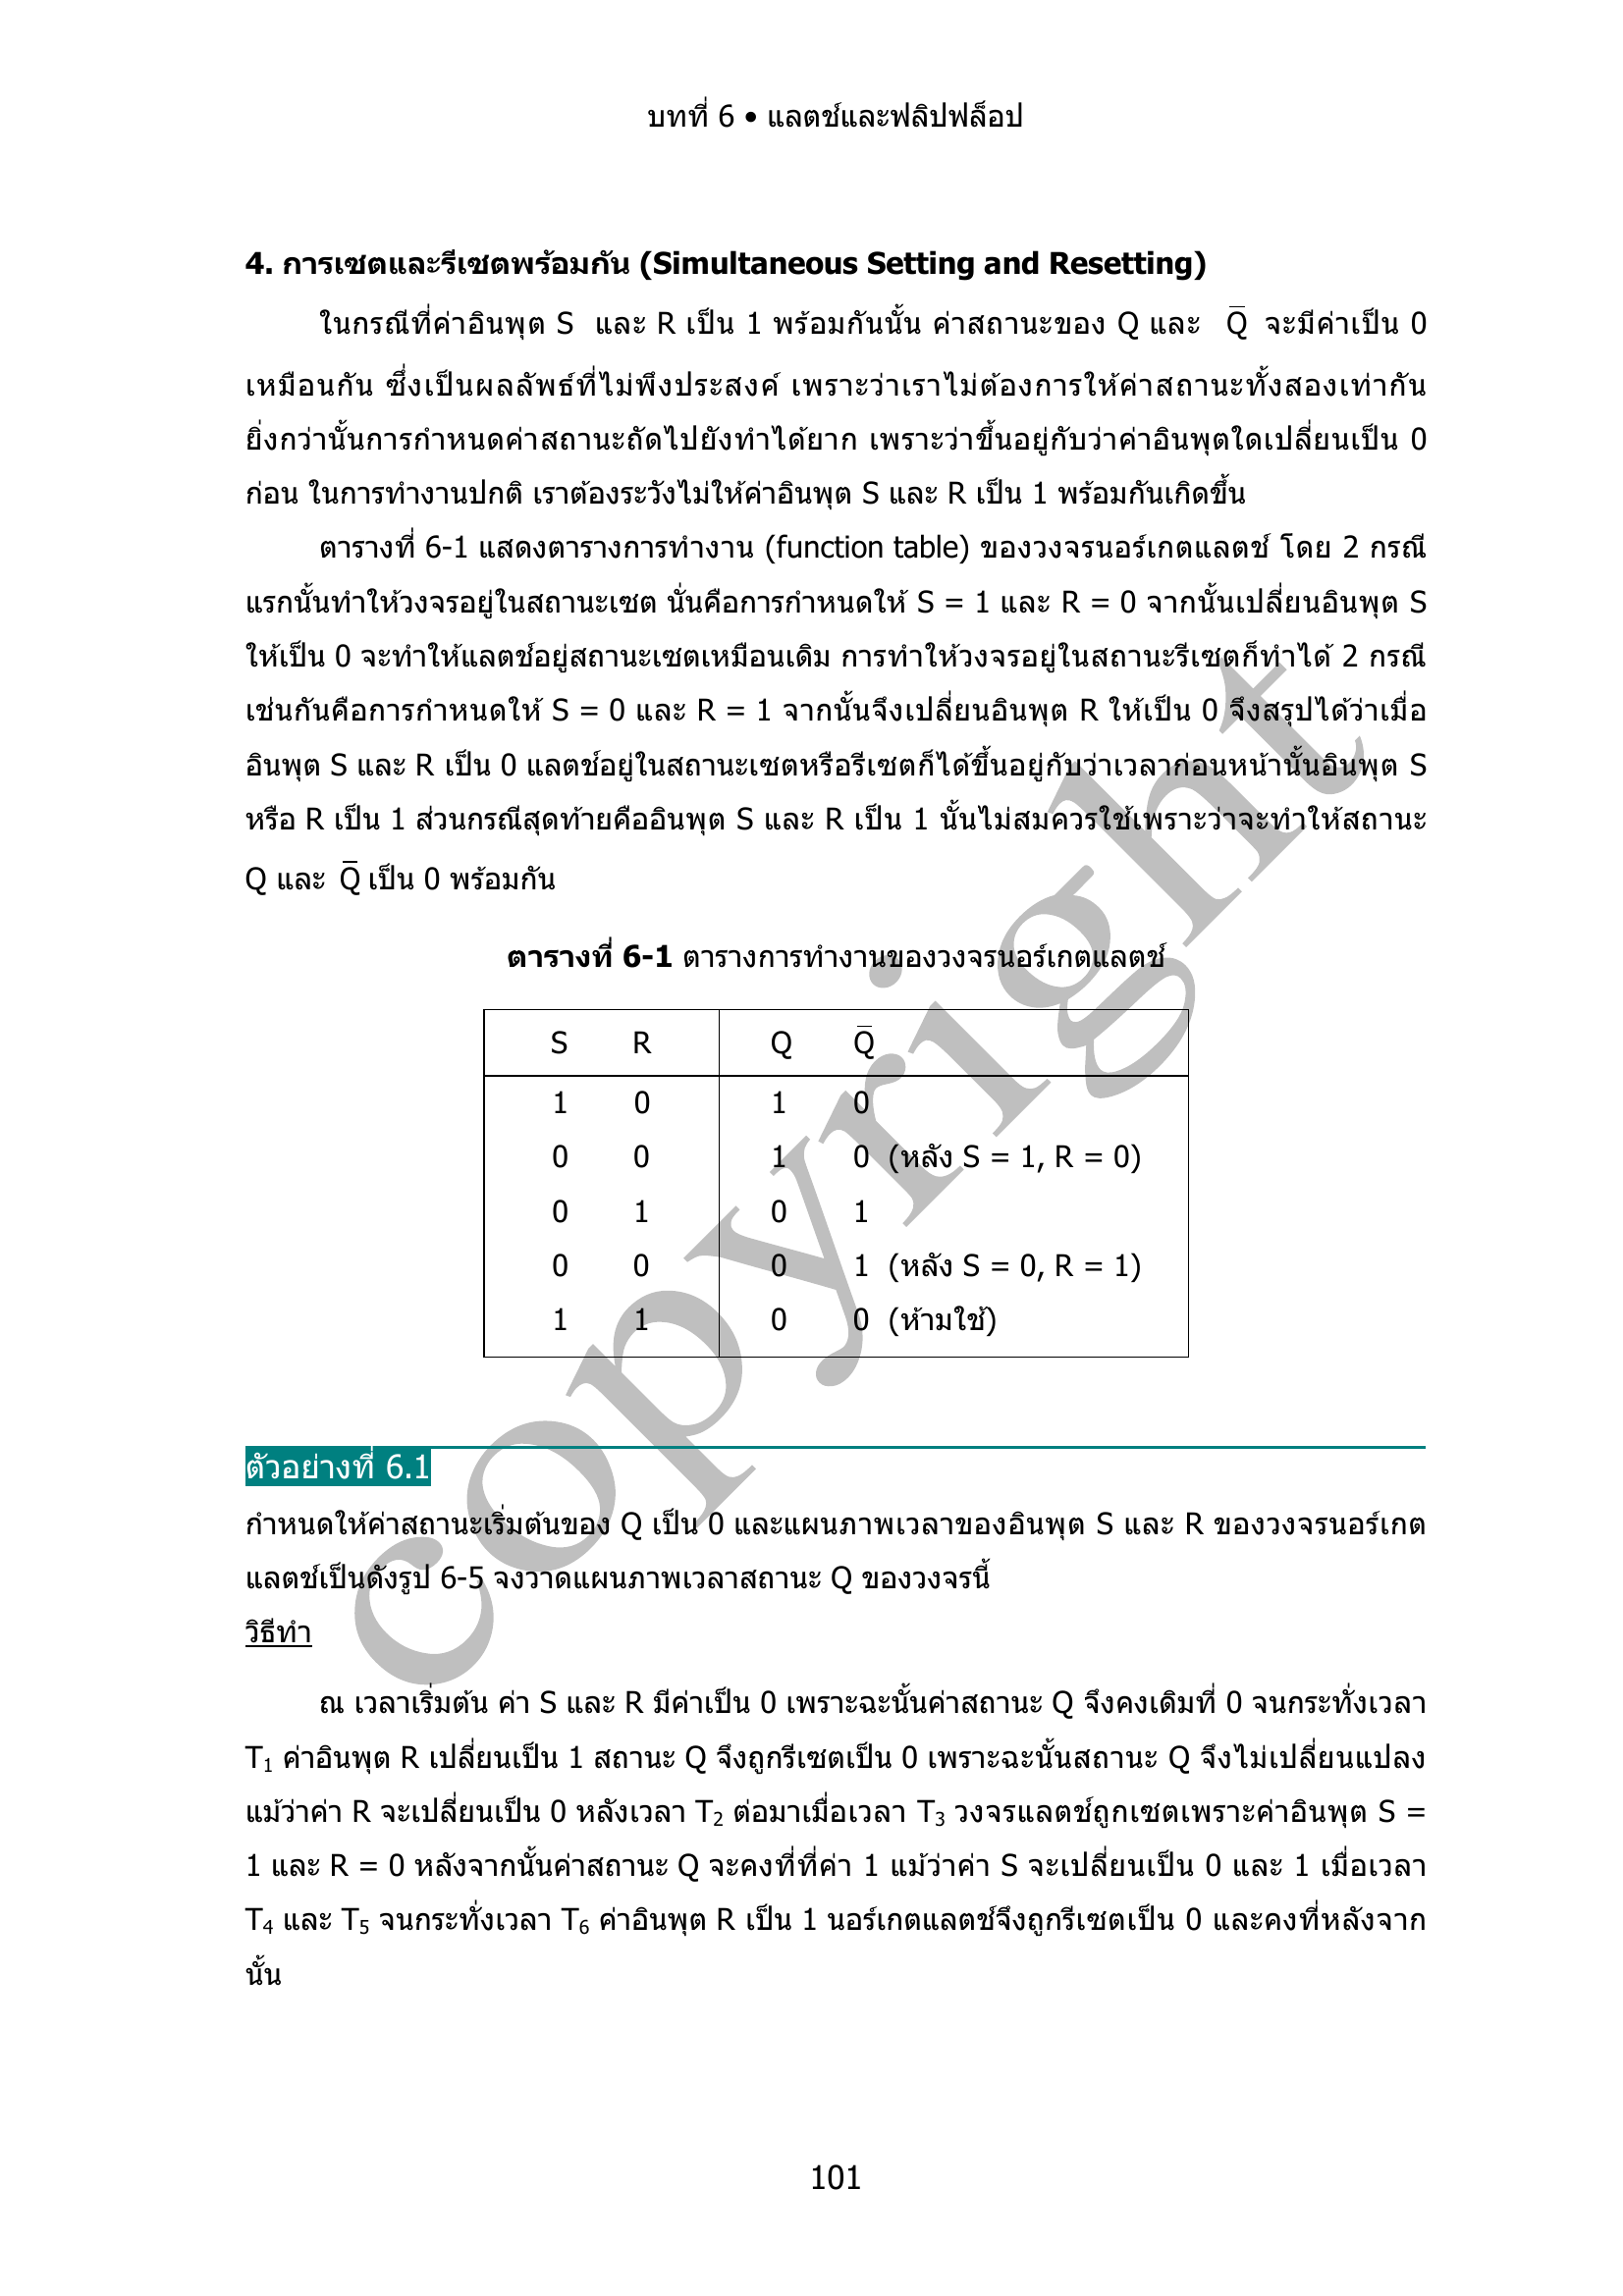 บทที่ 6 • แลตช์และฟลิปฟล็อป
4. การเซตและรีเซตพร้อมกัน (Simultaneous Setting and Resetting)
ในกรณีที่ค่าอินพุต S และ R เป็น 1 พร้อมกันนั้น ค่าสถานะของ Q และ Q̅ จะมีค่าเป็น 0
เหมือนกัน ซึ่งเป็นผลลัพธ์ที่ไม่พึงประสงค์ เพราะว่าเราไม่ต้องการให้ค่าสถานะทั้งสองเท่ากัน
ยิ่งกว่านั้นการกำหนดค่าสถานะถัดไปยังทำได้ยาก เพราะว่าขึ้นอยู่กับว่าค่าอินพุตใดเปลี่ยนเป็น 0
ก่อน ในการทำงานปกติ เราต้องระวังไม่ให้ค่าอินพุต S และ R เป็น 1 พร้อมกันเกิดขึ้น
ตารางที่ 6-1 แสดงตารางการทำงาน (function table) ของวงจรนอร์เกตแลตช์ โดย 2 กรณี
แรกนั้นทำให้วงจรอยู่ในสถานะเซต นั่นคือการกำหนดให้ S = 1 และ R = 0 จากนั้นเปลี่ยนอินพุต S
ให้เป็น 0 จะทำให้แลตช์อยู่สถานะเซตเหมือนเดิม การทำให้วงจรอยู่ในสถานะรีเซตก็ทำได้ 2 กรณี
เช่นกันคือการกำหนดให้ S = 0 และ R = 1 จากนั้นจึงเปลี่ยนอินพุต R ให้เป็น 0 จึงสรุปได้ว่าเมื่อ
อินพุต S และ R เป็น 0 แลตช์อยู่ในสถานะเซตหรือรีเซตก็ได้ขึ้นอยู่กับว่าเวลาก่อนหน้านั้นอินพุต S
หรือ R เป็น 1 ส่วนกรณีสุดท้ายคืออินพุต S และ R เป็น 1 นั้นไม่สมควรใช้เพราะว่าจะทำให้สถานะ
Q และ Q̅ เป็น 0 พร้อมกัน
ตารางที่ 6-1 ตารางการทำงานของวงจรนอร์เกตแลตช์
S R Q Q̅
1 0 1 0
0 0 1 0 (หลัง S = 1, R = 0)
0 1 0 1
0 0 0 1 (หลัง S = 0, R = 1)
1 1 0 0 (ห้ามใช้)
ตัวอย่างที่ 6.1
กำหนดให้ค่าสถานะเริ่มต้นของ Q เป็น 0 และแผนภาพเวลาของอินพุต S และ R ของวงจรนอร์เกต
แลตช์เป็นดังรูป 6-5 จงวาดแผนภาพเวลาสถานะ Q ของวงจรนี้
วิธีทำ
ณ เวลาเริ่มต้น ค่า S และ R มีค่าเป็น 0 เพราะฉะนั้นค่าสถานะ Q จึงคงเดิมที่ 0 จนกระทั่งเวลา
T₁ ค่าอินพุต R เปลี่ยนเป็น 1 สถานะ Q จึงถูกรีเซตเป็น 0 เพราะฉะนั้นสถานะ Q จึงไม่เปลี่ยนแปลง
แม้ว่าค่า R จะเปลี่ยนเป็น 0 หลังเวลา T₂ ต่อมาเมื่อเวลา T₃ วงจรแลตช์ถูกเซตเพราะค่าอินพุต S =
1 และ R = 0 หลังจากนั้นค่าสถานะ Q จะคงที่ที่ค่า 1 แม้ว่าค่า S จะเปลี่ยนเป็น 0 และ 1 เมื่อเวลา
T₄ และ T₅ จนกระทั่งเวลา T₆ ค่าอินพุต R เป็น 1 นอร์เกตแลตช์จึงถูกรีเซตเป็น 0 และคงที่หลังจาก
นั้น
101
copyright